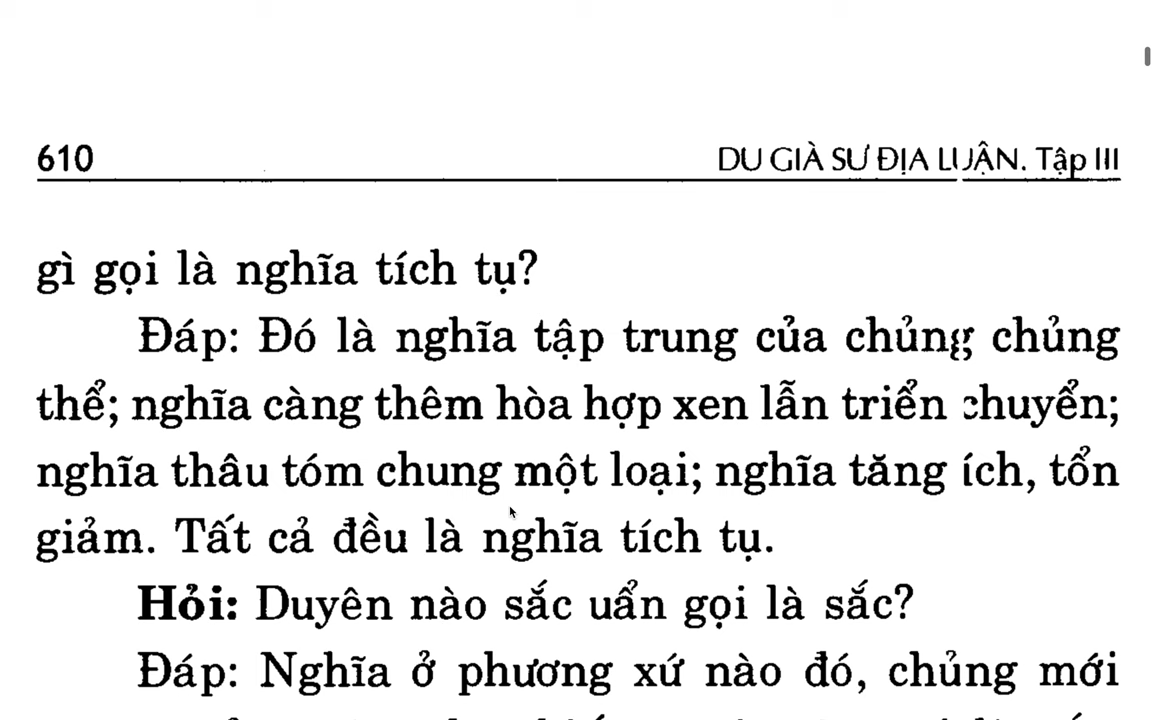 610 DU GIÀ SƯ ĐỊA LUẬN. Tập III
gì gọi là nghĩa tích tụ?
Đáp: Đó là nghĩa tập trung của chủng chủng
thể; nghĩa càng thêm hòa hợp xen lẫn triển chuyển;
nghĩa thâu tóm chung một loại; nghĩa tăng ích, tổn
giảm. Tất cả đều là nghĩa tích tụ.
Hỏi: Duyên nào sắc uẩn gọi là sắc?
Đáp: Nghĩa ở phương xứ nào đó, chủng mới